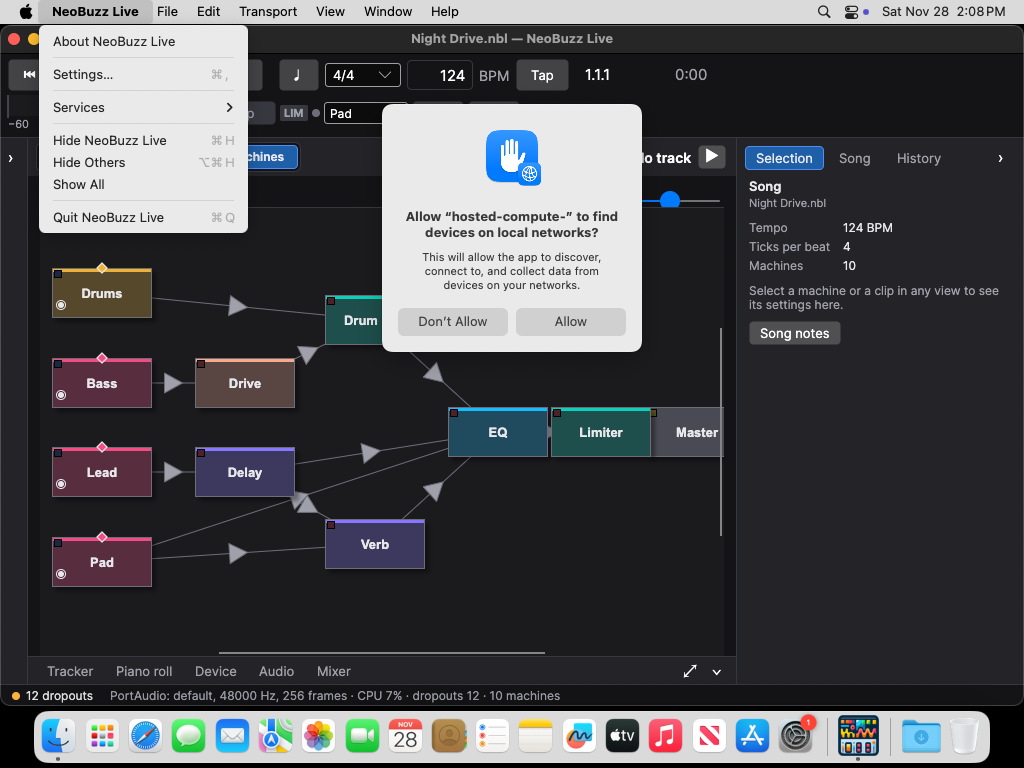 NeoBuzz Live File Edit Transport View Window Help Sat Nov 28 2:08 PM
Night Drive.nbl — NeoBuzz Live
About NeoBuzz Live
Settings... ⌘ ,
Services
Hide NeoBuzz Live ⌘ H
Hide Others ⌥⌘ H
Show All
Quit NeoBuzz Live ⌘ Q
4/4 124 BPM Tap 1.1.1 0:00
-60 LIM Pad
Allow “hosted-compute-” to find
devices on local networks?
This will allow the app to discover,
connect to, and collect data from
devices on your networks.
Don’t Allow Allow
track
Selection Song History
Song
Night Drive.nbl
Tempo 124 BPM
Ticks per beat 4
Machines 10
Select a machine or a clip in any view to see
its settings here.
Song notes
Drums
Drum
Bass
Drive
EQ
Limiter
Master
Lead
Delay
Verb
Pad
Tracker Piano roll Device Audio Mixer
12 dropouts PortAudio: default, 48000 Hz, 256 frames · CPU 7% · dropouts 12 · 10 machines
NOV
28
tv
1